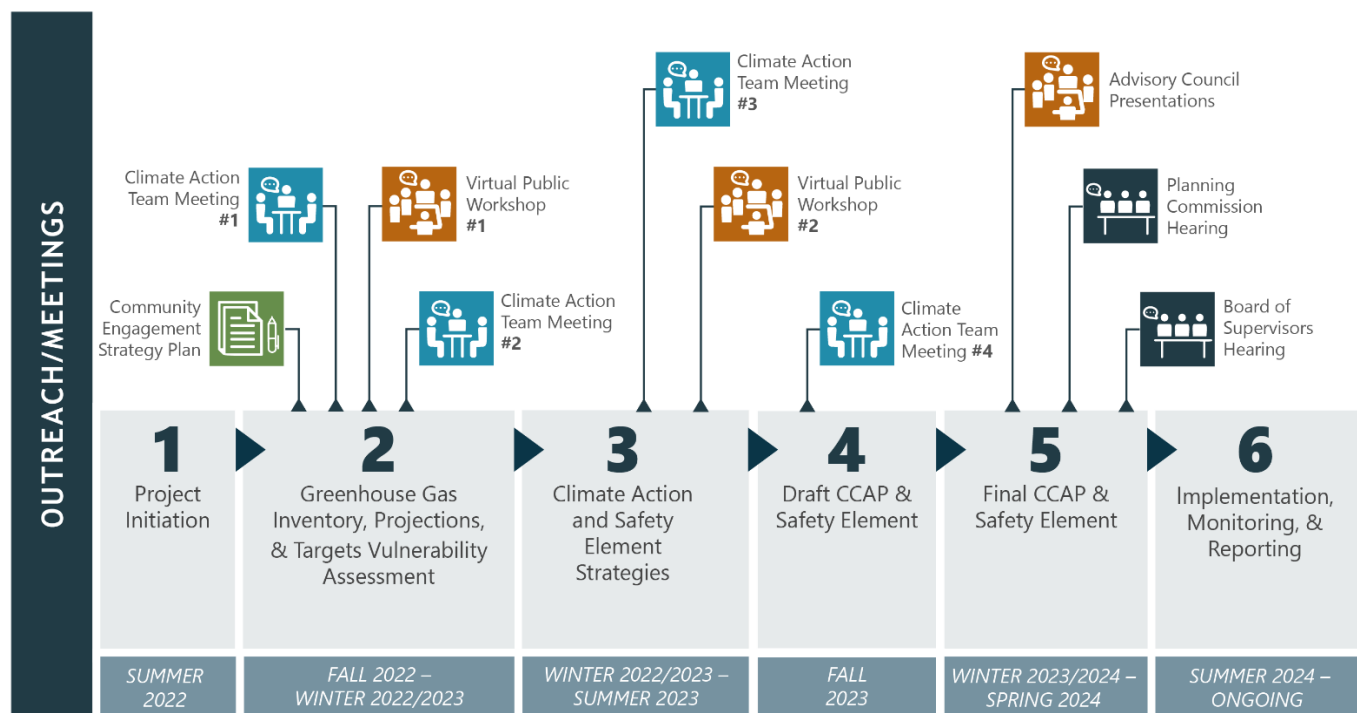 OUTREACH/MEETINGS
Climate Action
Team Meeting
#3
Advisory Council
Presentations
Climate Action
Team Meeting
#1
Virtual Public
Workshop
#1
Virtual Public
Workshop
#2
Planning
Commission
Hearing
Community
Engagement
Strategy Plan
Climate Action
Team Meeting
#2
Climate
Action Team
Meeting #4
Board of
Supervisors
Hearing
1
Project
Initiation
SUMMER
2022
2
Greenhouse Gas
Inventory, Projections,
& Targets Vulnerability
Assessment
FALL 2022 –
WINTER 2022/2023
3
Climate Action
and Safety
Element
Strategies
WINTER 2022/2023 –
SUMMER 2023
4
Draft CCAP &
Safety Element
FALL
2023
5
Final CCAP &
Safety Element
WINTER 2023/2024 –
SPRING 2024
6
Implementation,
Monitoring, &
Reporting
SUMMER 2024 –
ONGOING